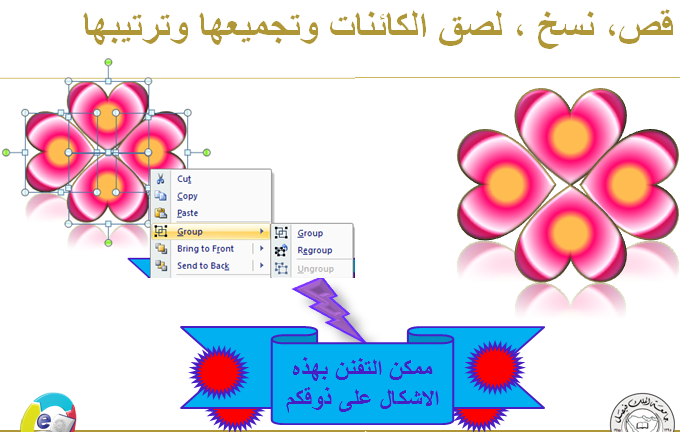 قص، نسخ ، لصق الكائنات وتجميعها وترتيبها
Cut
Copy
Paste
Group
Bring to Front
Send to Back
Group
Regroup
Ungroup
ممكن التفنن بهذه
الاشكال على ذوقكم
e